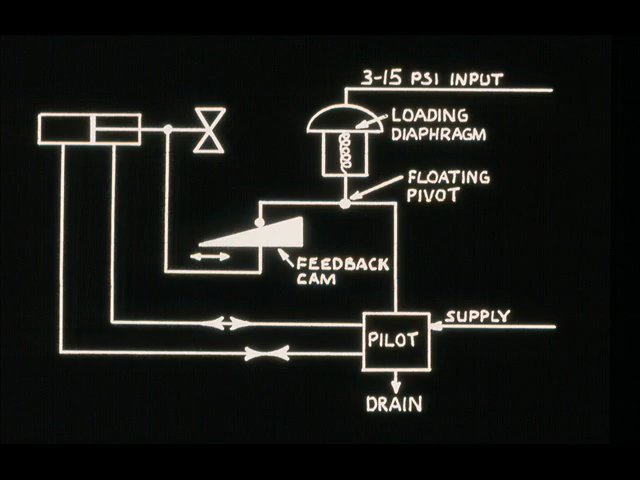 3-15 PSI INPUT
LOADING
DIAPHRAGM
FLOATING
PIVOT
FEEDBACK
CAM
SUPPLY
PILOT
DRAIN